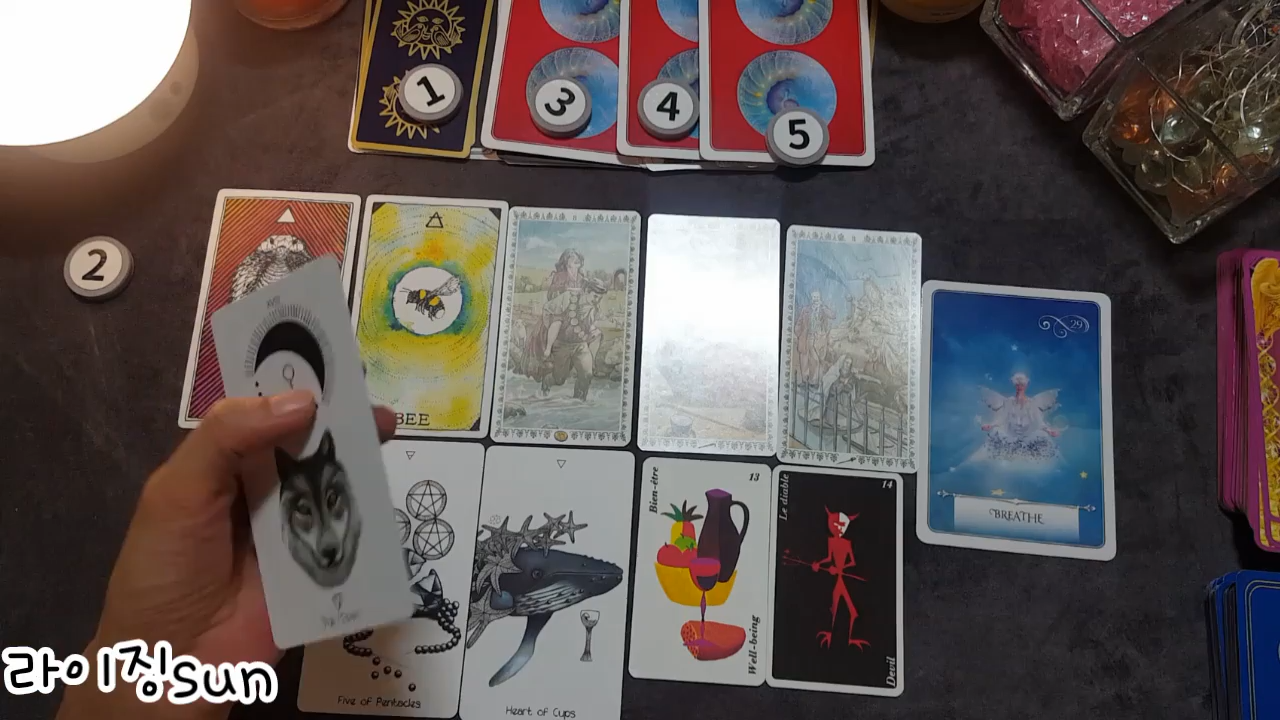 1
3
4
5
2
XVIII
BEE
29
BREATHE
Five of Pentacles
Heart of Cups
Bien-être
13
Well-being
Le diable
14
Devil
라이징sun